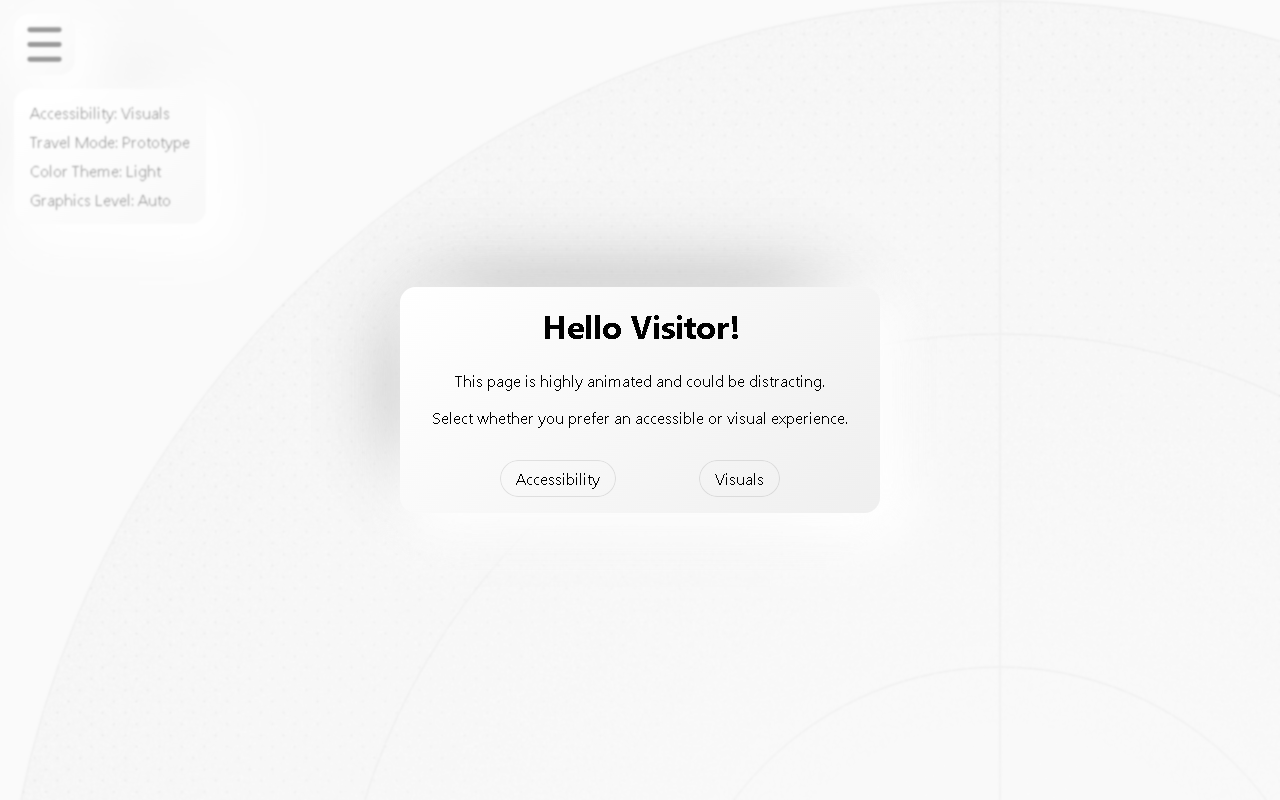 Accessibility: Visuals
Travel Mode: Prototype
Color Theme: Light
Graphics Level: Auto
Hello Visitor!
This page is highly animated and could be distracting.
Select whether you prefer an accessible or visual experience.
Accessibility
Visuals